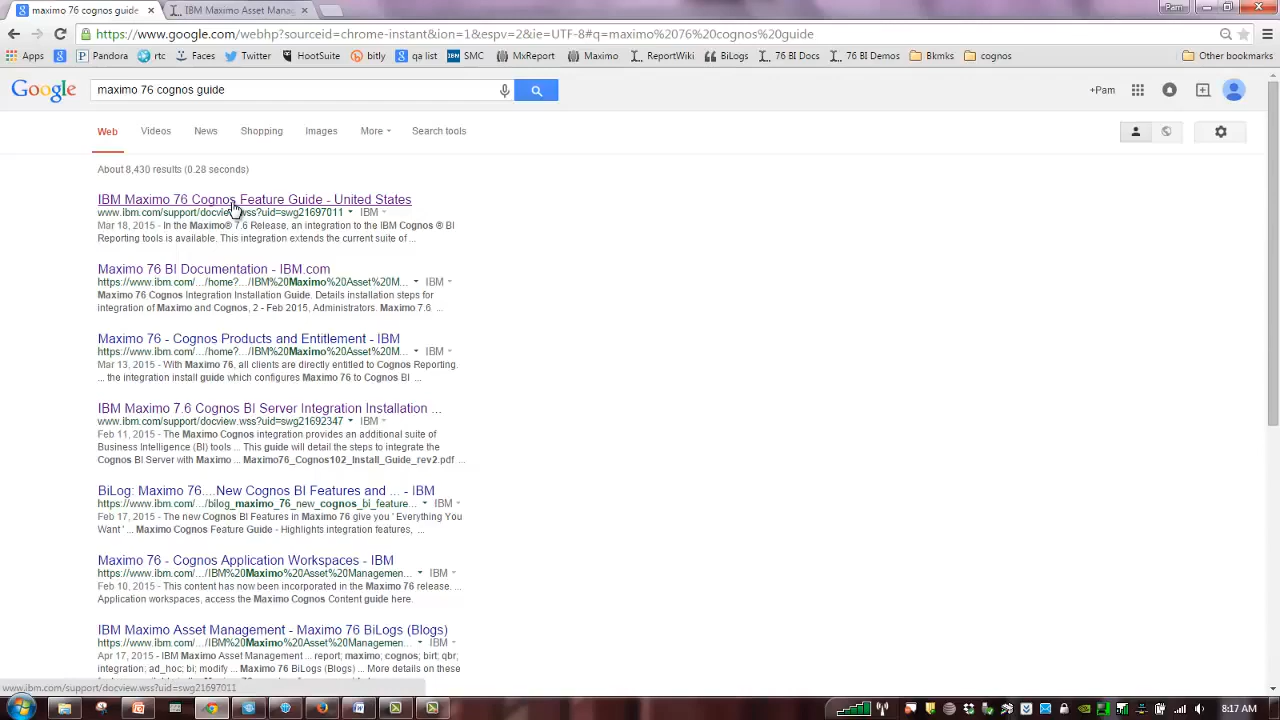 maximo 76 cognos guide
IBM Maximo Asset Manag
Pam
https://www.google.com/webhp?sourceid=chrome-instant&ion=1&espv=2&ie=UTF-8#q=maximo%2076%20cognos%20guide
Apps Pandora rtc Faces Twitter HootSuite bitly qa list SMC MxReport Maximo ReportWiki BiLogs 76 BI Docs 76 BI Demos Bkmks cognos Other bookmarks
Google maximo 76 cognos guide +Pam
Web Videos News Shopping Images More Search tools
About 8,430 results (0.28 seconds)
IBM Maximo 76 Cognos Feature Guide - United States
www.ibm.com/support/docview.wss?uid=swg21697011 IBM
Mar 18, 2015 - In the Maximo® 7.6 Release, an integration to the IBM Cognos ® BI
Reporting tools is available. This integration extends the current suite of ...
Maximo 76 BI Documentation - IBM.com
https://www.ibm.com/.../home?.../IBM%20Maximo%20Asset%20M... IBM
Maximo 76 Cognos Integration Installation Guide. Details installation steps for
integration of Maximo and Cognos, 2 - Feb 2015, Administrators. Maximo 7.6 ...
Maximo 76 - Cognos Products and Entitlement - IBM
https://www.ibm.com/.../home?.../IBM%20Maximo%20Asset%20M... IBM
Mar 13, 2015 - With Maximo 76, all clients are directly entitled to Cognos Reporting.
... the integration install guide which configures Maximo 76 to Cognos BI ...
IBM Maximo 7.6 Cognos BI Server Integration Installation ...
www.ibm.com/support/docview.wss?uid=swg21692347 IBM
Feb 11, 2015 - The Maximo Cognos integration provides an additional suite of
Business Intelligence (BI) tools ... This guide will detail the steps to integrate the
Cognos BI Server with Maximo ... Maximo76_Cognos102_Install_Guide_rev2.pdf ...
BiLog: Maximo 76....New Cognos BI Features and ... - IBM
https://www.ibm.com/.../bilog_maximo_76_new_cognos_bi_feature... IBM
Feb 17, 2015 - The new Cognos BI Features in Maximo 76 give you ' Everything You
Want ' ... Maximo Cognos Feature Guide - Highlights integration features, ...
Maximo 76 - Cognos Application Workspaces - IBM
https://www.ibm.com/.../IBM%20Maximo%20Asset%20Managemen... IBM
Feb 10, 2015 - This content has now been incorporated in the Maximo 76 release. ...
Application workspaces, access the Maximo Cognos Content guide here.
IBM Maximo Asset Management - Maximo 76 BiLogs (Blogs)
https://www.ibm.com/.../IBM%20Maximo%20Asset%20Managemen... IBM
Apr 17, 2015 - IBM Maximo Asset Management ... report; maximo; cognos; birt; qbr,
integration; ad_hoc; bi; modify ... Maximo 76 BiLogs (Blogs) ... More details on these
www.ibm.com/support/docview.wss?uid=swg21697011
8:17 AM